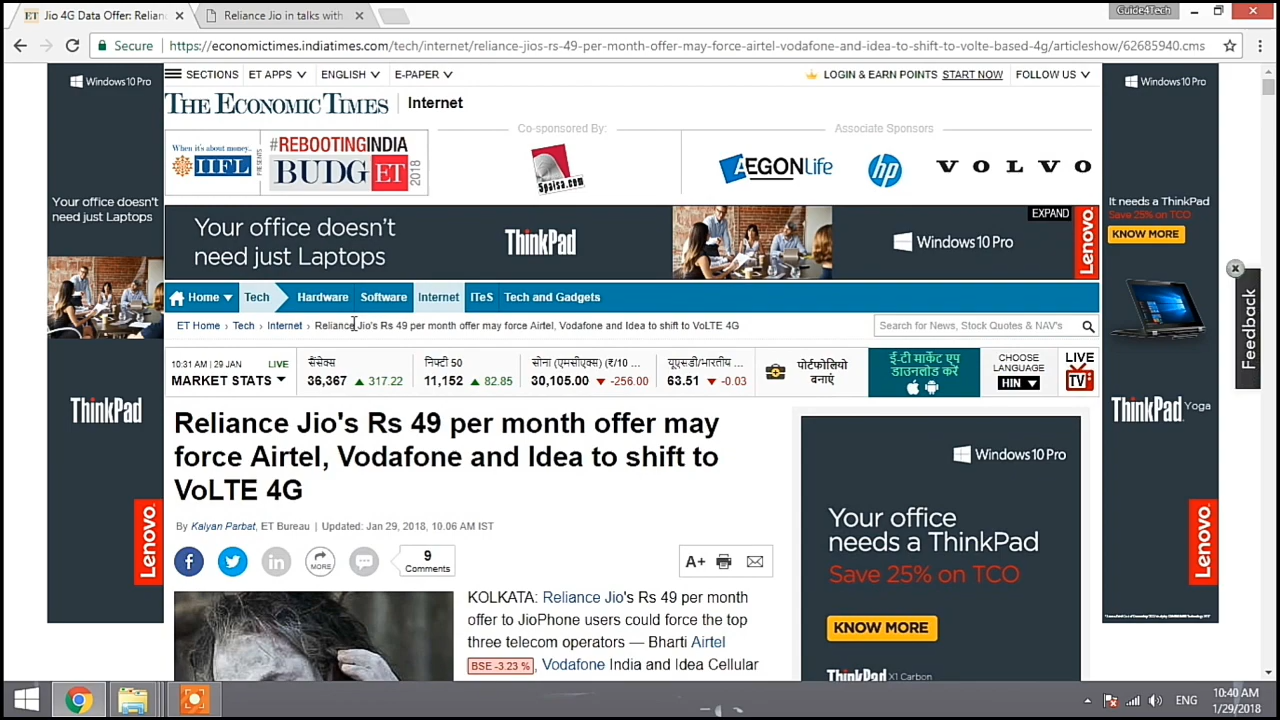 Jio 4G Data Offer: Relian
Reliance Jio in talks with
Guide4Tech
Secure
https://economictimes.indiatimes.com/tech/internet/reliance-jios-rs-49-per-month-offer-may-force-airtel-vodafone-and-idea-to-shift-to-volte-based-4g/articleshow/62685940.cms
Windows 10 Pro
SECTIONS ET APPS ENGLISH E-PAPER
LOGIN & EARN POINTS START NOW FOLLOW US
Windows 10 Pro
THE ECONOMIC TIMES Internet
When it's about money...
IIFL
PRESENTS
#REBOOTINGINDIA
BUDGET 2018
Co-sponsored By:
5paisa.com
Associate Sponsors
AEGONLife
hp
VOLVO
Your office doesn't
need just Laptops
It needs a ThinkPad
Save 25% on TCO
KNOW MORE
Your office doesn't
need just Laptops
ThinkPad
EXPAND
Windows 10 Pro
Lenovo
Home Tech Hardware Software Internet ITeS Tech and Gadgets
ET Home › Tech › Internet › Reliance Jio's Rs 49 per month offer may force Airtel, Vodafone and Idea to shift to VoLTE 4G
Search for News, Stock Quotes & NAV's
Feedback
10:31 AM | 29 JAN LIVE
MARKET STATS
सेंसेक्स
36,367 317.22
निफ्टी 50
11,152 82.85
सोना (एमसीएक्स) (₹/10 ...
30,105.00 -256.00
यूएसडी/भारतीय ...
63.51 -0.03
पोर्टफोलियो
बनाएं
ई-टी मार्केट एप
डाउनलोड करें
CHOOSE
LANGUAGE
HIN
LIVE
TV
ThinkPad
ThinkPad Yoga
Reliance Jio's Rs 49 per month offer may
force Airtel, Vodafone and Idea to shift to
VoLTE 4G
By Kalyan Parbat, ET Bureau | Updated: Jan 29, 2018, 10.06 AM IST
MORE
9
Comments
A+
KOLKATA: Reliance Jio's Rs 49 per month
offer to JioPhone users could force the top
three telecom operators — Bharti Airtel
BSE -3.23 % , Vodafone India and Idea Cellular
Windows 10 Pro
Your office
needs a ThinkPad
Save 25% on TCO
KNOW MORE
ThinkPad X1 Carbon
Lenovo
Lenovo
ENG
10:40 AM
1/29/2018